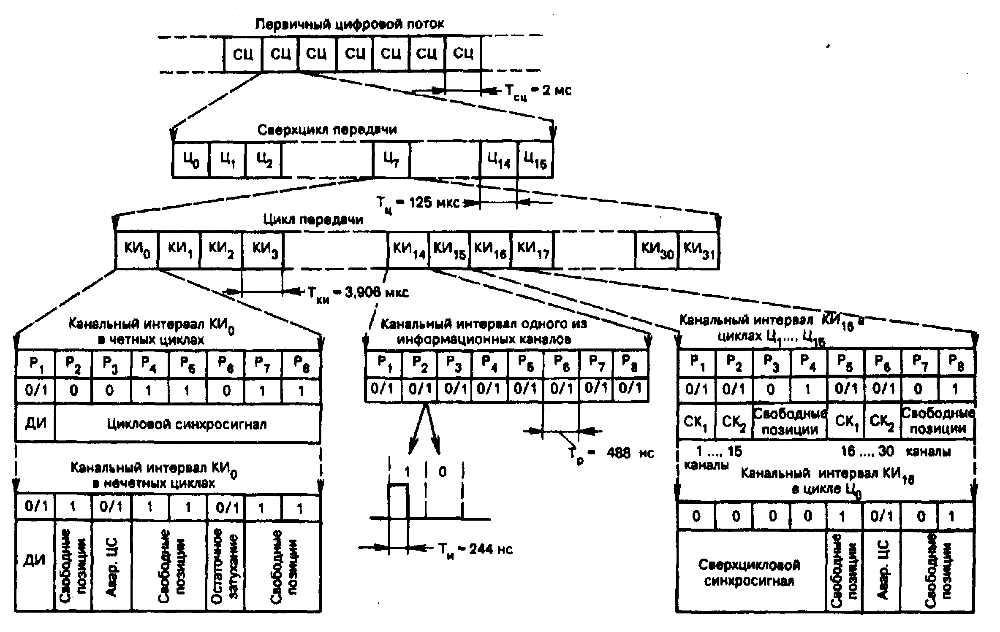 Первичный цифровой поток
СЦ СЦ СЦ СЦ СЦ СЦ СЦ
Tсц = 2 мс
Сверхцикл передачи
Ц0 Ц1 Ц2 Ц7 Ц14 Ц15
Tц = 125 мкс
Цикл передачи
КИ0 КИ1 КИ2 КИ3 КИ14 КИ15 КИ16 КИ17 КИ30 КИ31
Tки = 3,906 мкс
Канальный интервал КИ0
в четных циклах
P1 P2 P3 P4 P5 P6 P7 P8
0/1 0 0 1 1 0 1 1
ДИ Цикловой синхросигнал
Канальный интервал КИ0
в нечетных циклах
0/1 1 0/1 1 1 0/1 1 1
ДИ
Свободные
позиции
Авар. ЦС
Свободные
позиции
Остаточное
затухание
Свободные
позиции
Канальный интервал одного из
информационных каналов
P1 P2 P3 P4 P5 P6 P7 P8
0/1 0/1 0/1 0/1 0/1 0/1 0/1 0/1
Tр = 488 нс
1 0
Tи = 244 нс
Канальный интервал КИ16 в
циклах Ц1..., Ц15
P1 P2 P3 P4 P5 P6 P7 P8
0/1 0/1 0 1 0/1 0/1 0 1
СК1 СК2 Свободные позиции СК1 СК2 Свободные позиции
1 ..., 15 16 ..., 30 каналы
каналы
Канальный интервал КИ16
в цикле Ц0
0 0 0 0 1 0/1 0 1
Сверхцикловой
синхросигнал
Свободные
позиции
Авар. ЦС
Свободные
позиции